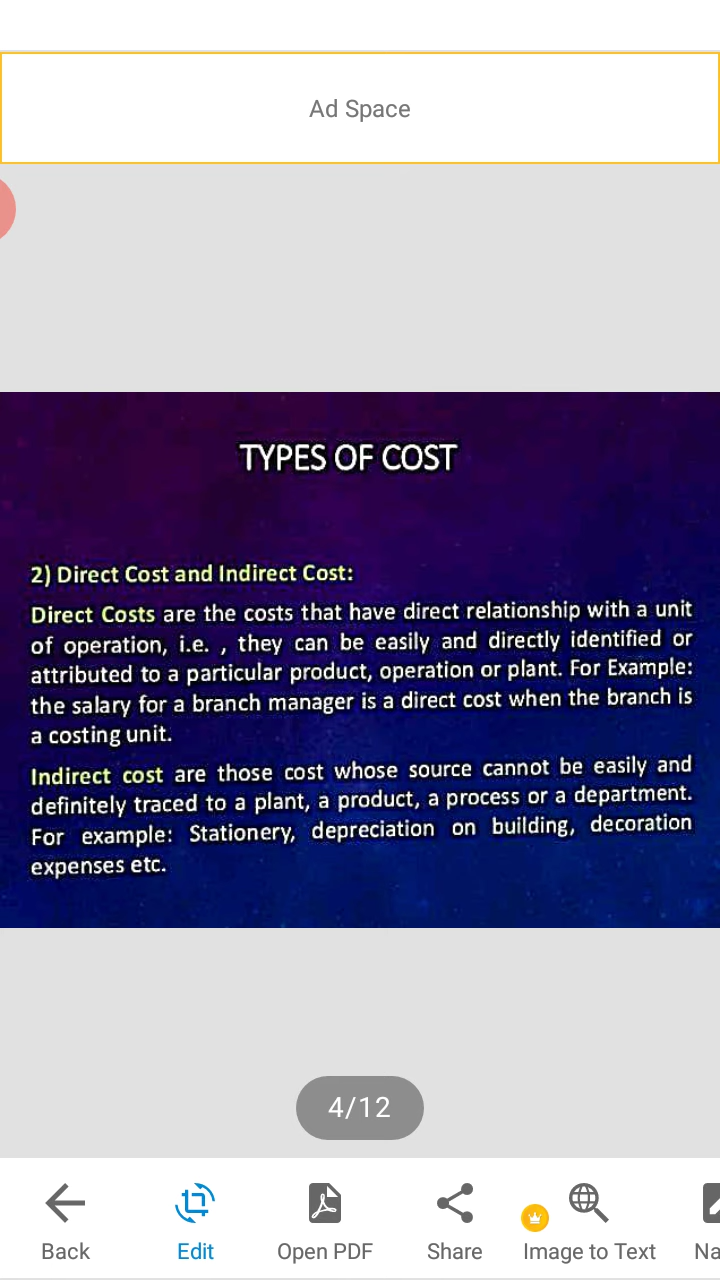 Ad Space
TYPES OF COST
2) Direct Cost and Indirect Cost:
Direct Costs are the costs that have direct relationship with a unit
of operation, i.e. , they can be easily and directly identified or
attributed to a particular product, operation or plant. For Example:
the salary for a branch manager is a direct cost when the branch is
a costing unit.
Indirect cost are those cost whose source cannot be easily and
definitely traced to a plant, a product, a process or a department.
For example: Stationery, depreciation on building, decoration
expenses etc.
4/12
Back Edit Open PDF Share Image to Text Na